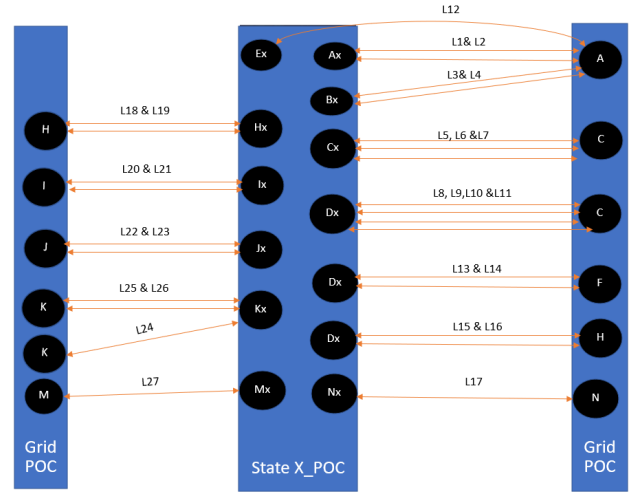 L12
Ex
Ax
L1& L2
A
Bx
L3& L4
H
L18 & L19
Hx
Cx
L5, L6 &L7
C
I
L20 & L21
Ix
Dx
L8, L9,L10 &L11
C
J
L22 & L23
Jx
Dx
L13 & L14
F
K
L25 & L26
Kx
K
L24
Dx
L15 & L16
H
M
L27
Mx
Nx
L17
N
Grid
POC
State X_POC
Grid
POC